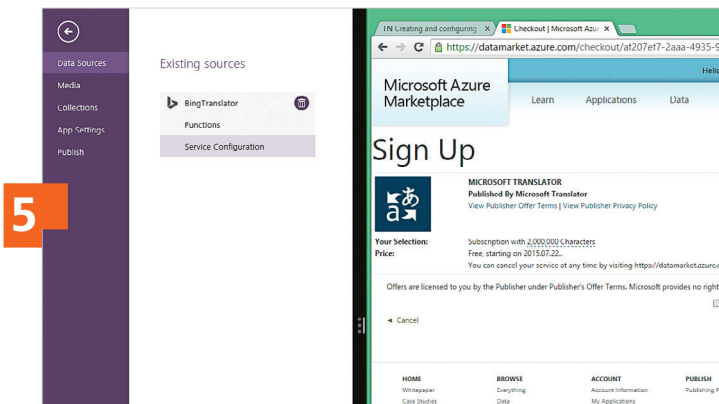 Data Sources
Media
Collections
App Settings
Publish
5
Existing sources
BingTranslator
Functions
Service Configuration
Creating and configuring
Checkout | Microsoft Azur
https://datamarket.azure.com/checkout/af207ef7-2aaa-4935-9
Hello
Microsoft Azure
Marketplace
Learn Applications Data
Sign Up
あ
a
MICROSOFT TRANSLATOR
Published By Microsoft Translator
View Publisher Offer Terms | View Publisher Privacy Policy
Your Selection: Subscription with 2,000,000 Characters
Price: Free, starting on 2015.07.22..
You can cancel your service at any time by visiting https://datamarket.azure.
Offers are licensed to you by the Publisher under Publisher's Offer Terms. Microsoft provides no right
Cancel
HOME BROWSE ACCOUNT PUBLISH
Whitepaper Everything Account Information Publishing P
Case Studies Data My Applications